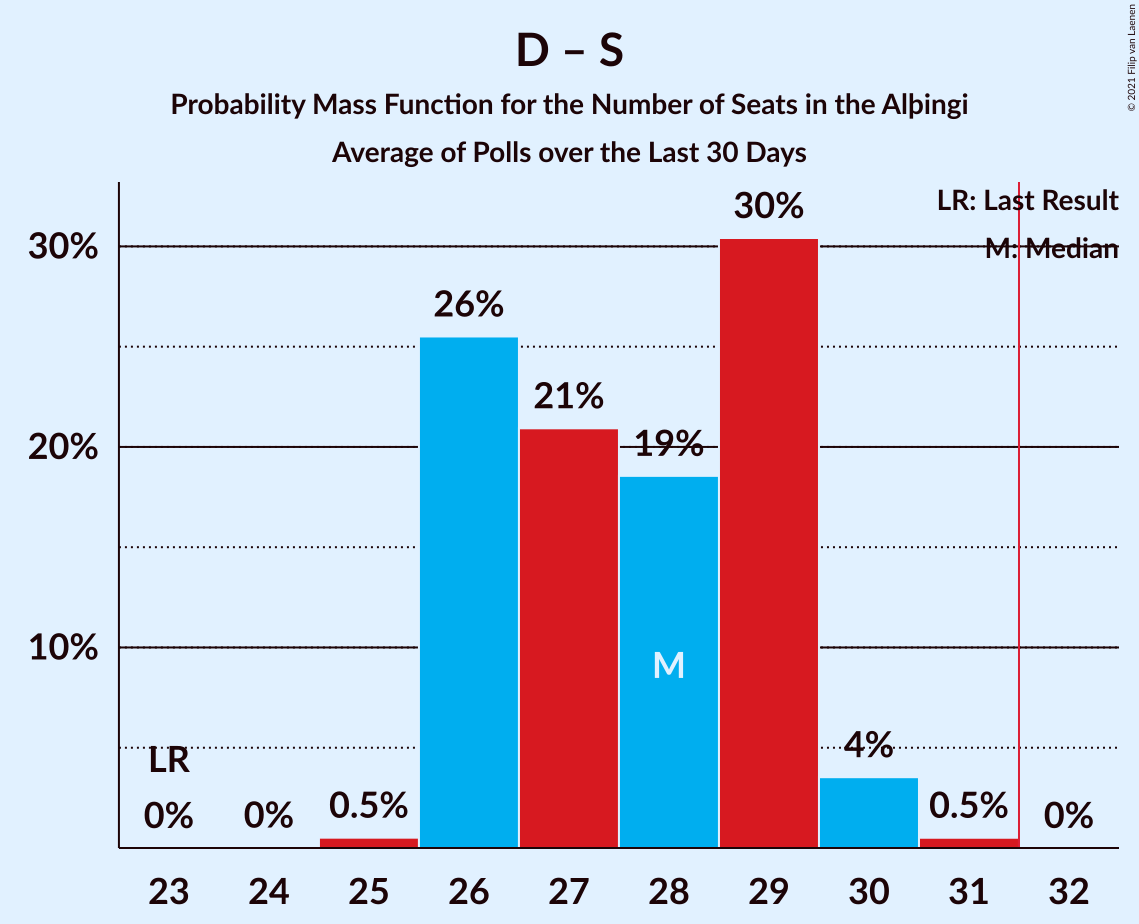 D – S
Probability Mass Function for the Number of Seats in the Alþingi
Average of Polls over the Last 30 Days
© 2021 Filip van Laenen
LR: Last Result
M: Median
30%
20%
10%
LR
0%
0%
0.5%
26%
21%
19%
30%
4%
0.5%
0%
M
23 24 25 26 27 28 29 30 31 32